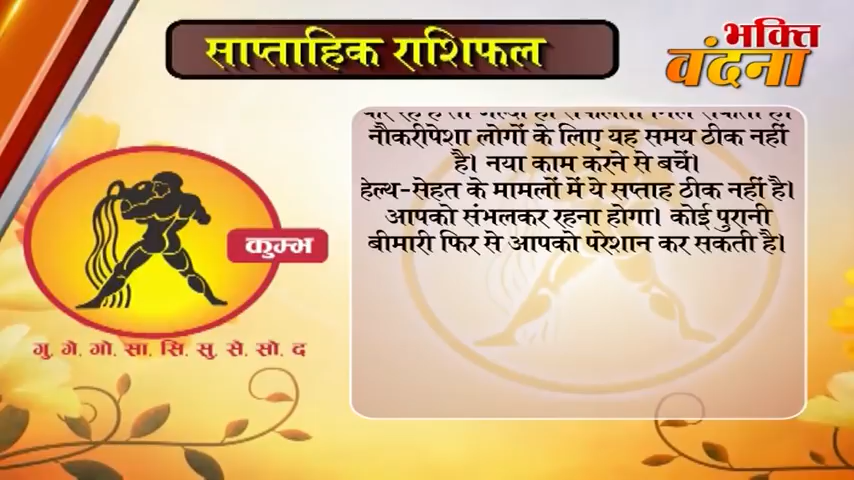 साप्ताहिक राशिफल
भक्ति
वंदना
नौकरीपेशा लोगों के लिए यह समय ठीक नहीं
है। नया काम करने से बचें।
हेल्थ-सेहत के मामलों में ये सप्ताह ठीक नहीं है।
आपको संभलकर रहना होगा। कोई पुरानी
बीमारी फिर से आपको परेशान कर सकती है।
कुम्भ
गु. गे. गो. सा. सि. सु. से. सो. द